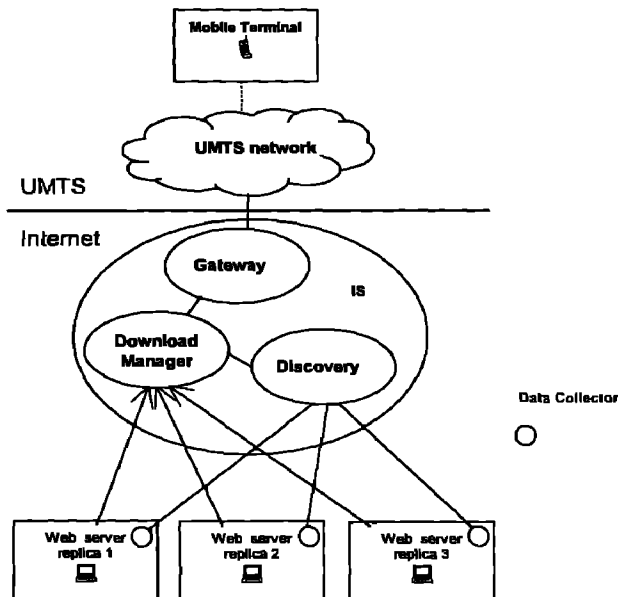 Mobile Terminal
UMTS network
UMTS
Internet
Gateway
IS
Download
Manager
Discovery
Data Collector
Web server
replica 1
Web server
replica 2
Web server
replica 3